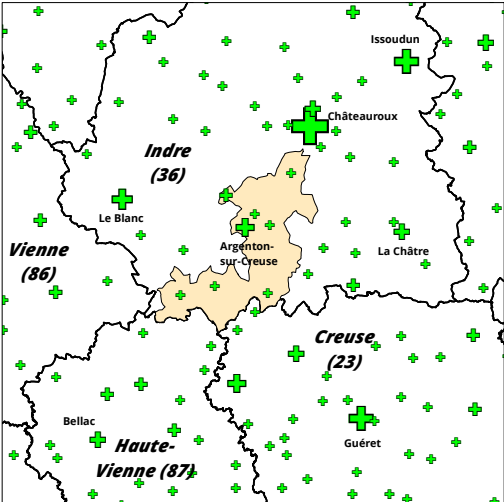 Issoudun
Châteauroux
Indre
(36)
Le Blanc
Argenton-
sur-Creuse
La Châtre
Vienne
(86)
Creuse
(23)
Bellac
Guéret
Haute-
Vienne (87)